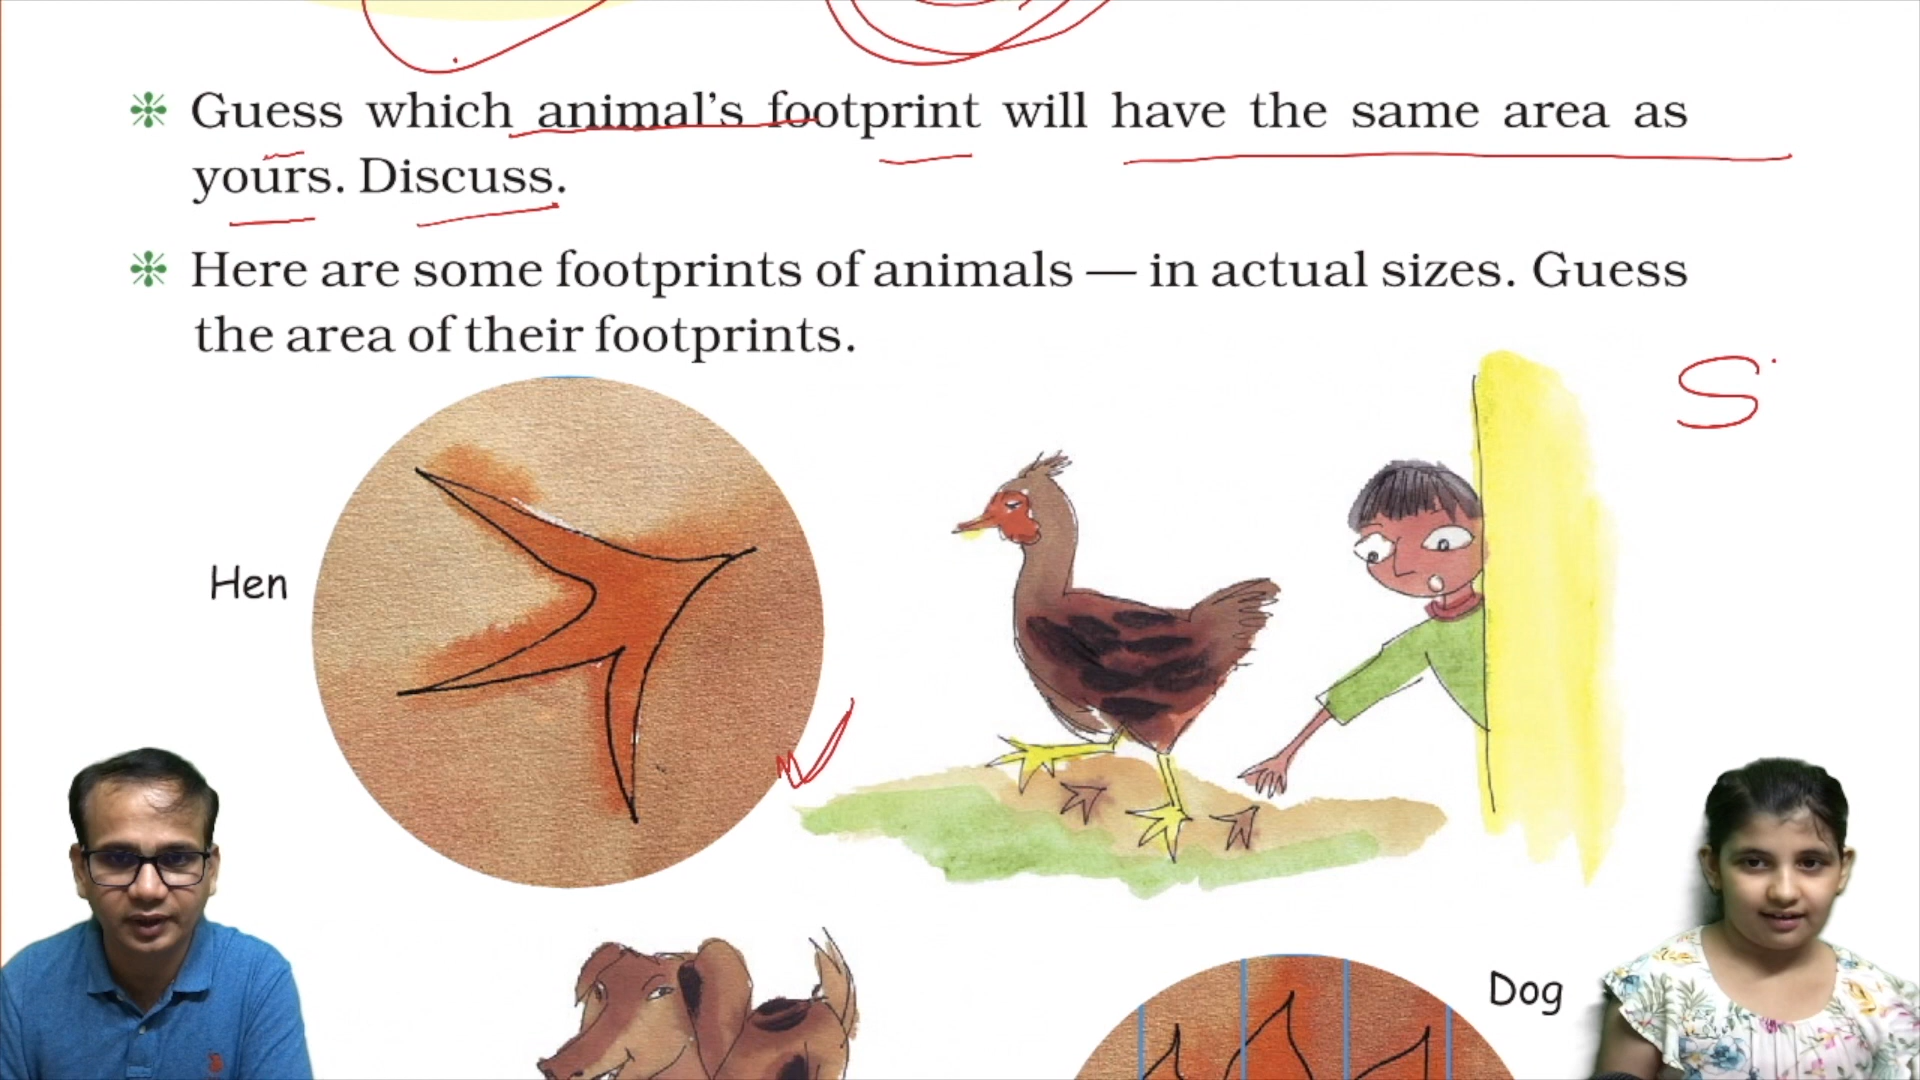 Guess which animal's footprint will have the same area as
yours. Discuss.
Here are some footprints of animals — in actual sizes. Guess
the area of their footprints.
S
Hen
Dog